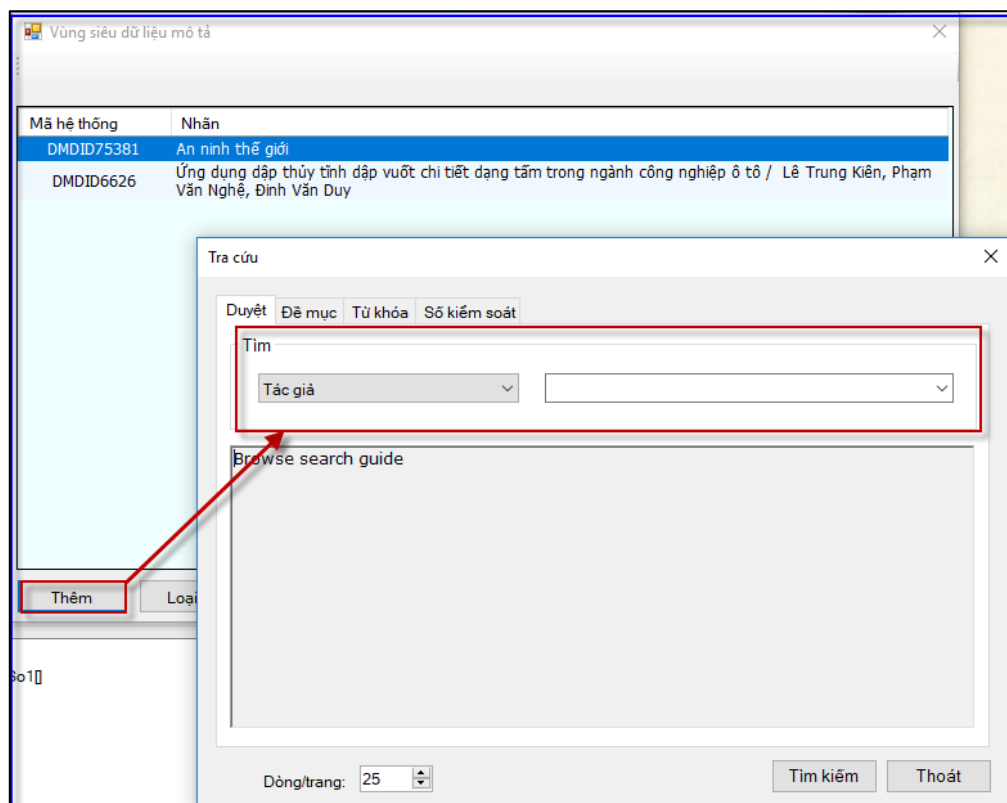 Vùng siêu dữ liệu mô tả
Mã hệ thống Nhãn
DMDID75381 An ninh thế giới
DMDID6626 Ứng dụng dập thủy tĩnh dập vuốt chi tiết dạng tấm trong ngành công nghiệp ô tô / Lê Trung Kiên, Phạm
Văn Nghệ, Đinh Văn Duy
Tra cứu
Duyệt Đề mục Từ khóa Số kiểm soát
Tìm
Tác giả
Browse search guide
Thêm Loại
So1[]
Dòng/trang: 25 Tìm kiếm Thoát